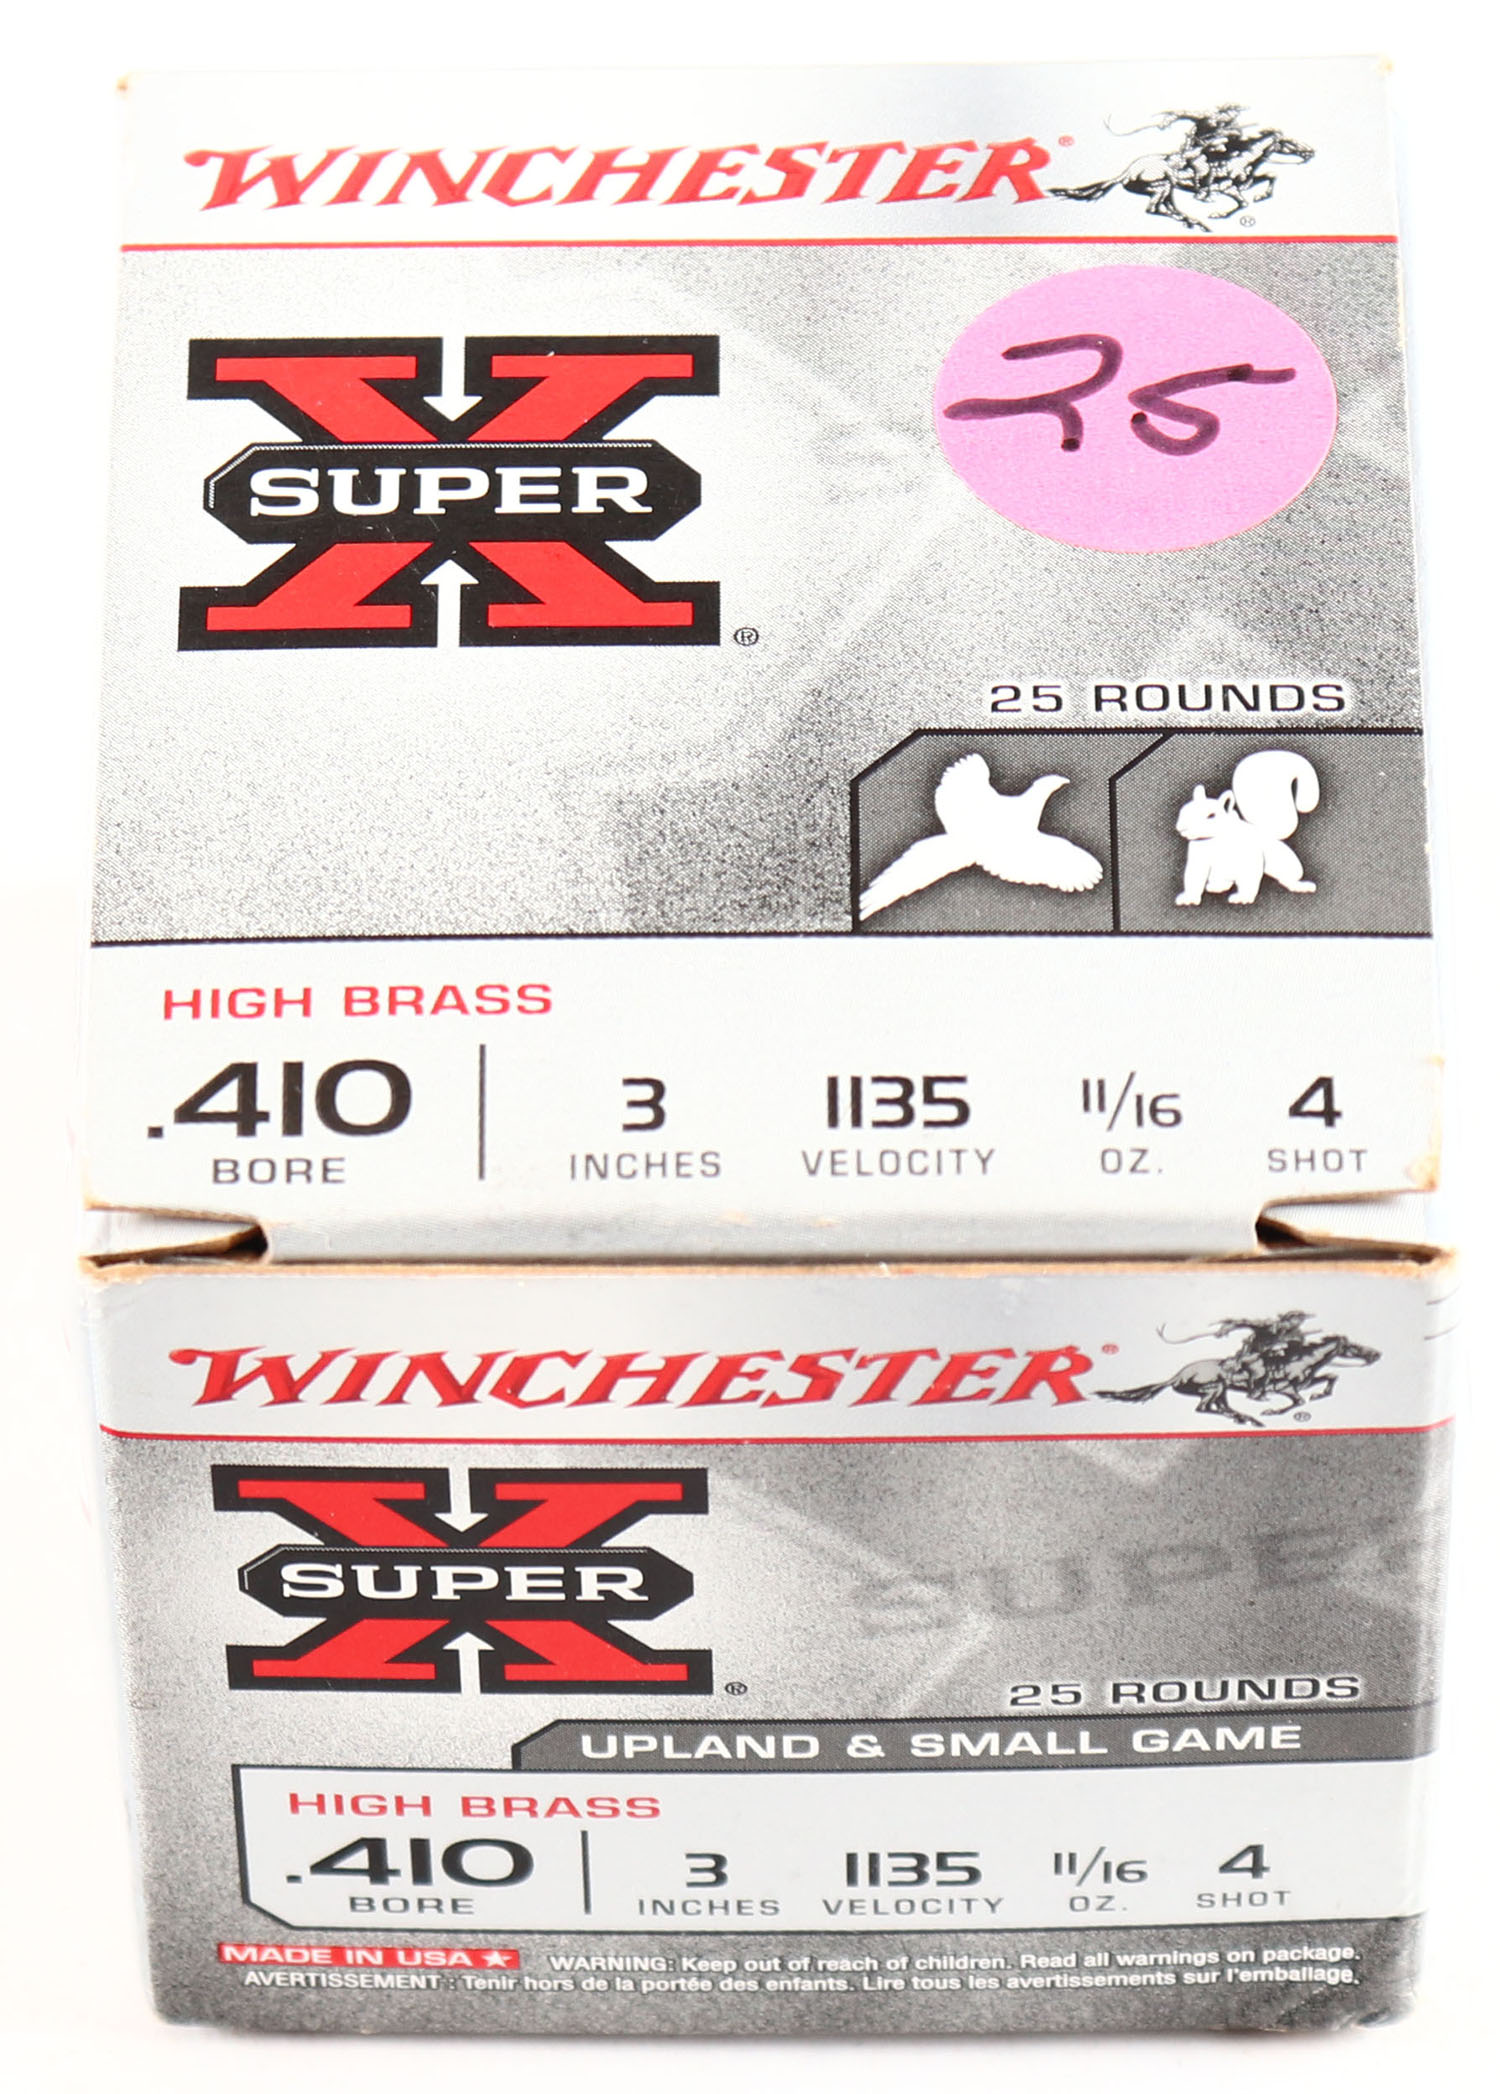 WINCHESTER®
®
25
SUPER X ®
25 ROUNDS
HIGH BRASS
.410 BORE
3 INCHES
1135 VELOCITY
11/16 OZ.
4 SHOT
WINCHESTER®
®
SUPER X ®
SUPER
25 ROUNDS
UPLAND & SMALL GAME
HIGH BRASS
.410 BORE
3 INCHES
1135 VELOCITY
11/16 OZ.
4 SHOT
MADE IN USA ★ WARNING: Keep out of reach of children. Read all warnings on package.
AVERTISSEMENT : Tenir hors de la portée des enfants. Lire tous les avertissements sur l'emballage.